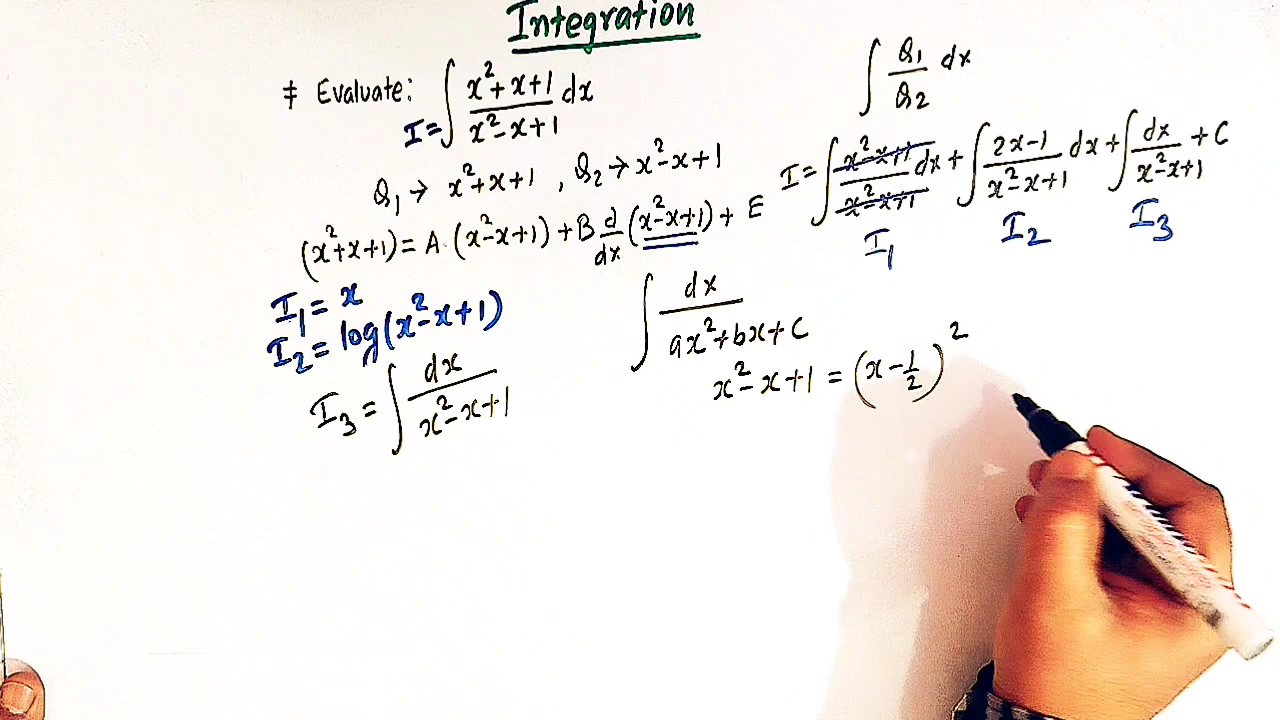 Integration
# Evaluate: I = ∫ (x² + x + 1)/(x² - x + 1) dx
Q₁ → x² + x + 1 , Q₂ → x² - x + 1
(x² + x + 1) = A · (x² - x + 1) + B d/dx (x² - x + 1) + E
I₁ = x
I₂ = log(x² - x + 1)
I₃ = ∫ dx/(x² - x + 1)
∫ Q₁/Q₂ dx
I = ∫ (x² - x + 1)/(x² - x + 1) dx + ∫ (2x - 1)/(x² - x + 1) dx + ∫ dx/(x² - x + 1) + C
I₁ I₂ I₃
∫ dx/(ax² + bx + C)
x² - x + 1 = (x - 1/2)²